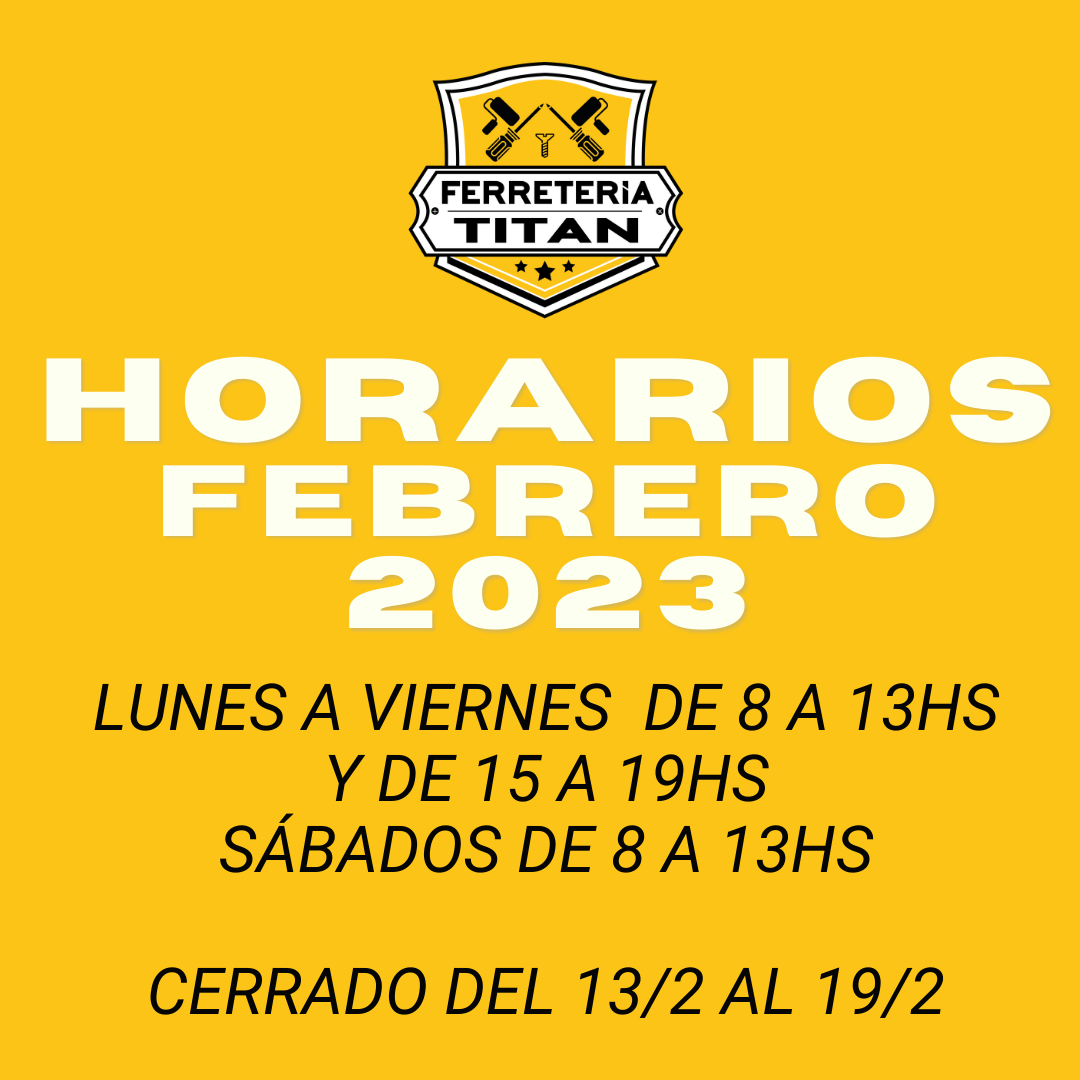 FERRETERÍA
TITAN
HORARIOS
FEBRERO
2023
LUNES A VIERNES DE 8 A 13HS
Y DE 15 A 19HS
SÁBADOS DE 8 A 13HS
CERRADO DEL 13/2 AL 19/2